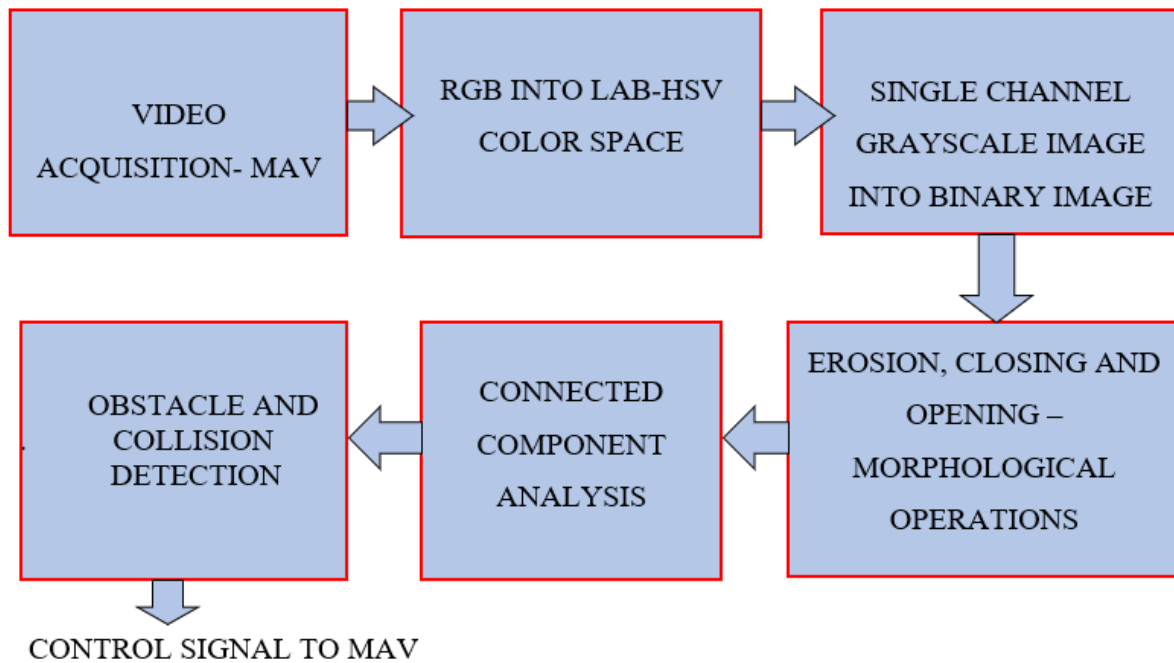 VIDEO
ACQUISITION- MAV
RGB INTO LAB-HSV
COLOR SPACE
SINGLE CHANNEL
GRAYSCALE IMAGE
INTO BINARY IMAGE
EROSION, CLOSING AND
OPENING –
MORPHOLOGICAL
OPERATIONS
CONNECTED
COMPONENT
ANALYSIS
OBSTACLE AND
COLLISION
DETECTION
.
CONTROL SIGNAL TO MAV